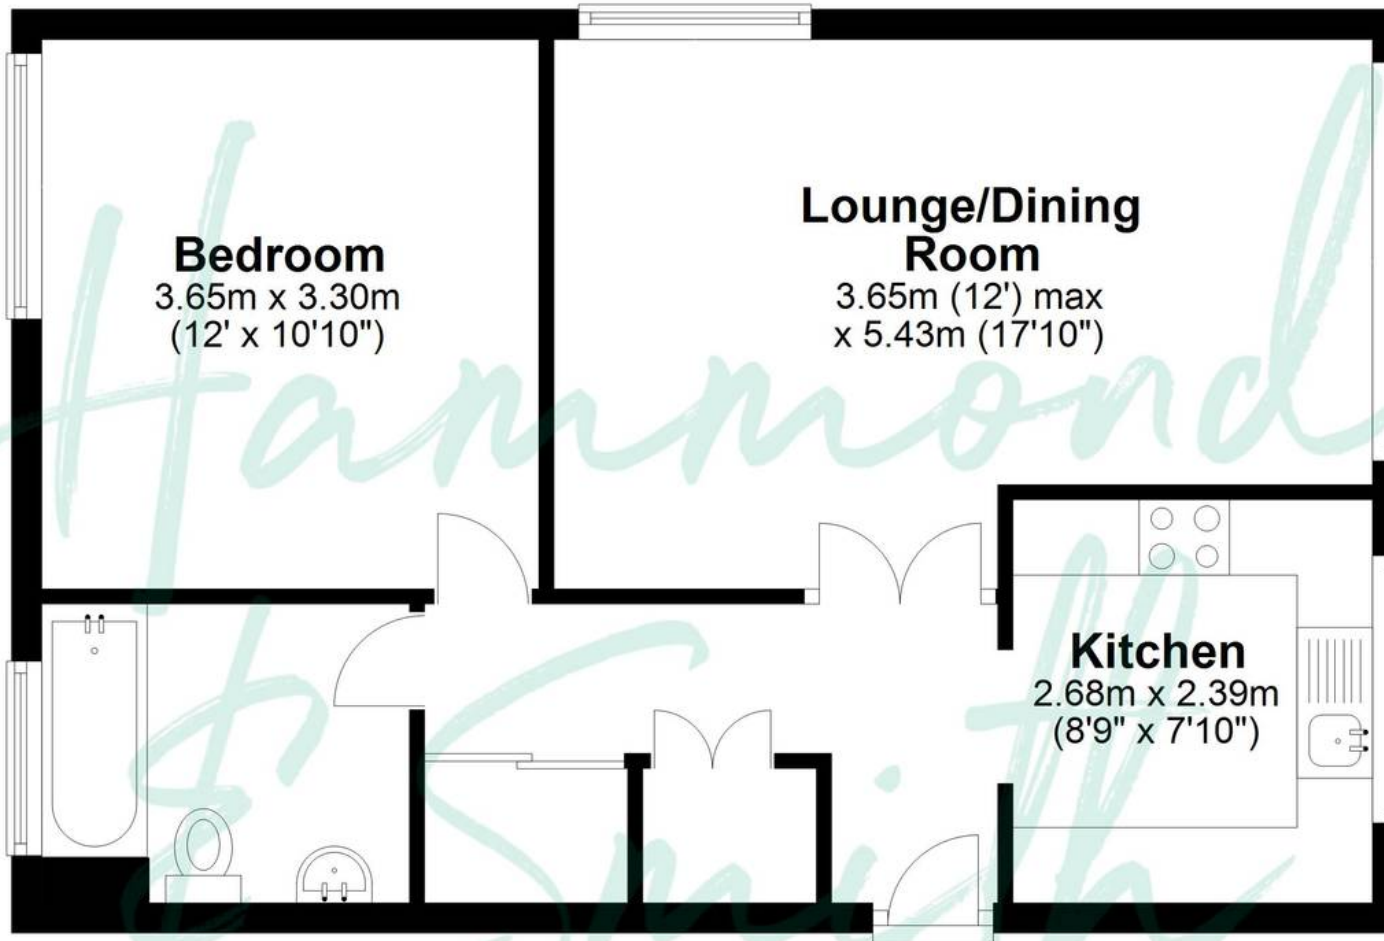 Bedroom
3.65m x 3.30m
(12' x 10'10")
Lounge/Dining
Room
3.65m (12') max
x 5.43m (17'10")
Kitchen
2.68m x 2.39m
(8'9" x 7'10")
Hammond
& Smith